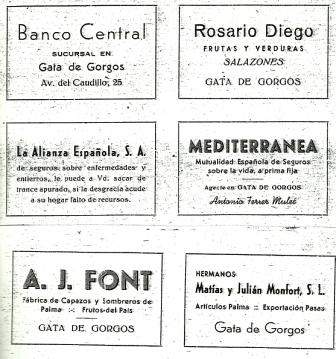 Banco Central
SUCURSAL EN
Gata de Gorgos
Av. del Caudillo, 25
Rosario Diego
FRUTAS Y VERDURAS
SALAZONES
GATA DE GORGOS
La Alianza Española, S. A.
de seguros sobre enfermedades y
entierros, le puede a Vd. sacar de
trance apurado, si la desgracia acude
a su hogar falto de recursos.
MEDITERRANEA
Mutualidad Española de Seguros
sobre la vida, a prima fija
Agente en GATA DE GORGOS
Antonio Ferrer Mulet
A. J. FONT
Fábrica de Capazos y Sombreros de
Palma :-: Frutos del País
GATA DE GORGOS
HERMANOS
Matías y Julián Monfort, S. L.
Artículos Palma :: Exportación Pasas
Gata de Gorgos